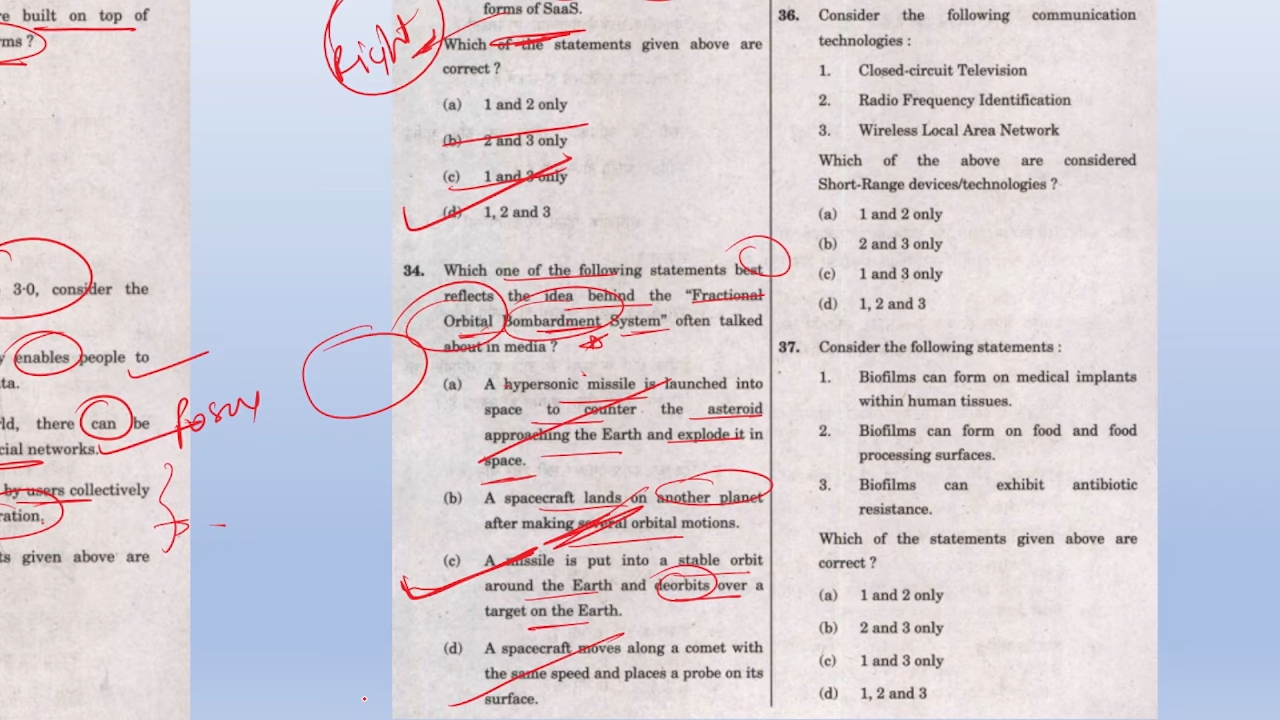 e built on top of
ms ?
3·0, consider the
y enables people to
ta.
ld, there can be
cial networks.
by users collectively
ration.
ts given above are
Posay
Right
forms of SaaS.
Which of the statements given above are
correct ?
(a) 1 and 2 only
(b) 2 and 3 only
(c) 1 and 3 only
(d) 1, 2 and 3
34. Which one of the following statements best
reflects the idea behind the “Fractional
Orbital Bombardment System” often talked
about in media ?
(a) A hypersonic missile is launched into
space to counter the asteroid
approaching the Earth and explode it in
space.
(b) A spacecraft lands on another planet
after making several orbital motions.
(c) A missile is put into a stable orbit
around the Earth and deorbits over a
target on the Earth.
(d) A spacecraft moves along a comet with
the same speed and places a probe on its
surface.
36. Consider the following communication
technologies :
1. Closed-circuit Television
2. Radio Frequency Identification
3. Wireless Local Area Network
Which of the above are considered
Short-Range devices/technologies ?
(a) 1 and 2 only
(b) 2 and 3 only
(c) 1 and 3 only
(d) 1, 2 and 3
37. Consider the following statements :
1. Biofilms can form on medical implants
within human tissues.
2. Biofilms can form on food and food
processing surfaces.
3. Biofilms can exhibit antibiotic
resistance.
Which of the statements given above are
correct ?
(a) 1 and 2 only
(b) 2 and 3 only
(c) 1 and 3 only
(d) 1, 2 and 3